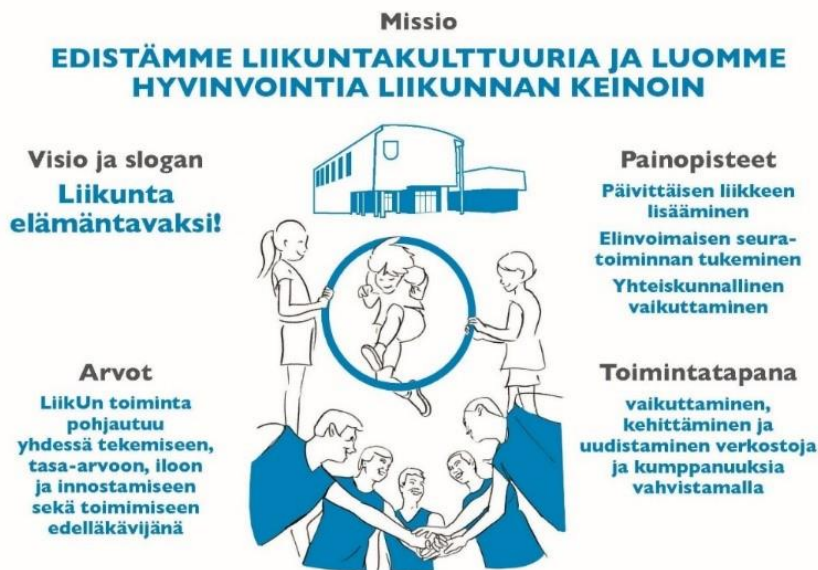 Missio
EDISTÄMME LIIKUNTAKULTTUURIA JA LUOMME
HYVINVOINTIA LIIKUNNAN KEINOIN
Visio ja slogan
Liikunta
elämäntavaksi!
Painopisteet
Päivittäisen liikkeen
lisääminen
Elinvoimaisen seura-
toiminnan tukeminen
Yhteiskunnallinen
vaikuttaminen
Arvot
LiikUn toiminta
pohjautuu
yhdessä tekemiseen,
tasa-arvoon, iloon
ja innostamiseen
sekä toimimiseen
edelläkävijänä
Toimintatapana
vaikuttaminen,
kehittäminen ja
uudistaminen verkostoja
ja kumppanuuksia
vahvistamalla